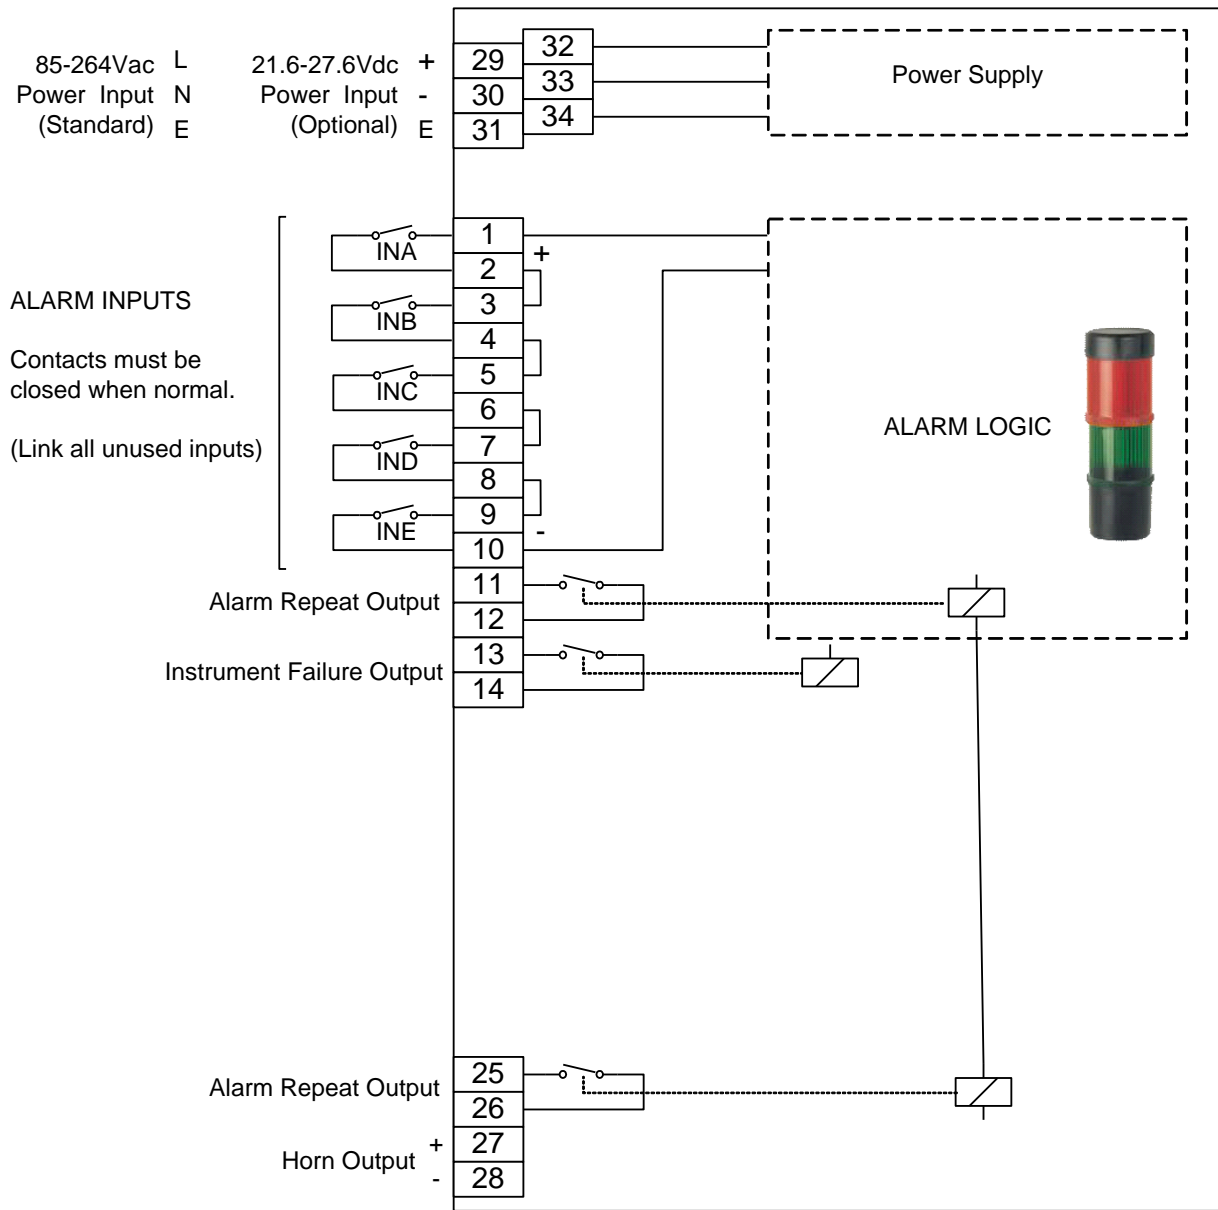 85-264Vac L
Power Input N
(Standard) E
21.6-27.6Vdc +
Power Input -
(Optional) E
29
30
31
32
33
34
Power Supply
ALARM INPUTS
Contacts must be
closed when normal.
(Link all unused inputs)
INA
INB
INC
IND
INE
1
2
3
4
5
6
7
8
9
10
+
-
ALARM LOGIC
Alarm Repeat Output
11
12
Instrument Failure Output
13
14
Alarm Repeat Output
25
26
Horn Output
+
-
27
28